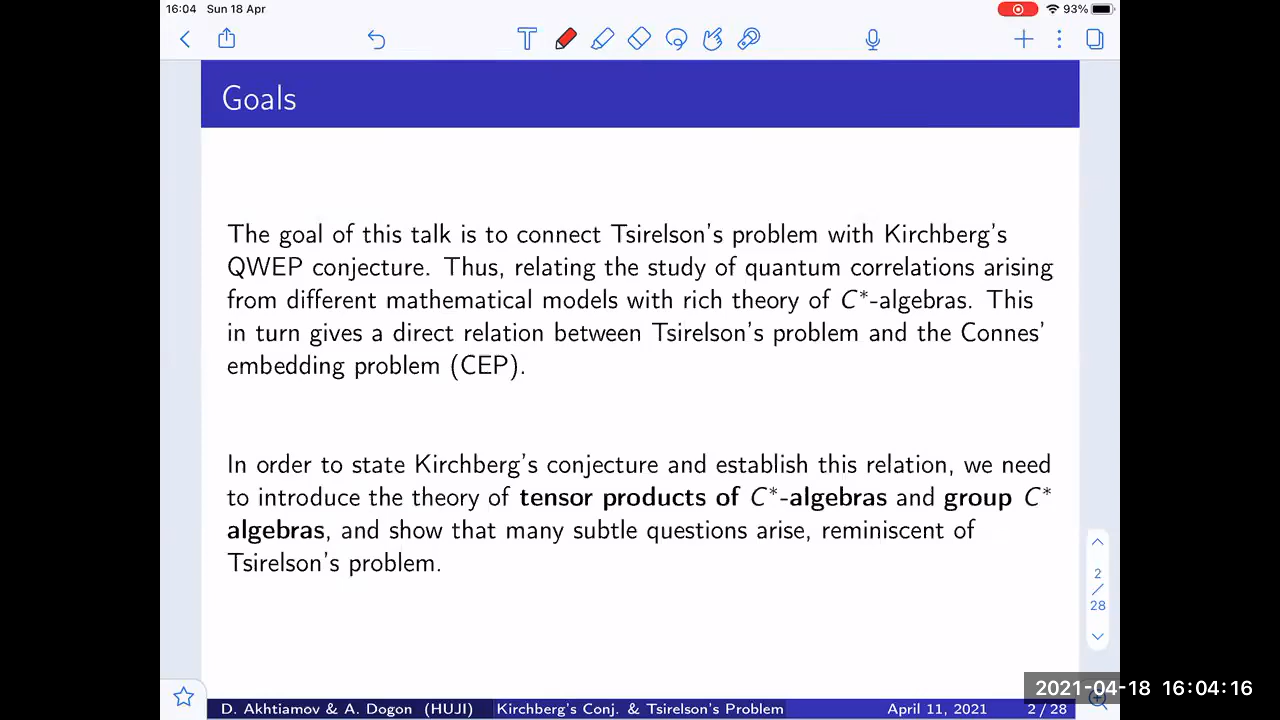 16:04 Sun 18 Apr
93%
Goals
The goal of this talk is to connect Tsirelson's problem with Kirchberg's
QWEP conjecture. Thus, relating the study of quantum correlations arising
from different mathematical models with rich theory of C*-algebras. This
in turn gives a direct relation between Tsirelson's problem and the Connes'
embedding problem (CEP).
In order to state Kirchberg's conjecture and establish this relation, we need
to introduce the theory of tensor products of C*-algebras and group C*
algebras, and show that many subtle questions arise, reminiscent of
Tsirelson's problem.
2
/
28
2021-04-18 16:04:16
D. Akhtiamov & A. Dogon (HUJI) Kirchberg's Conj. & Tsirelson's Problem April 11, 2021 2 / 28